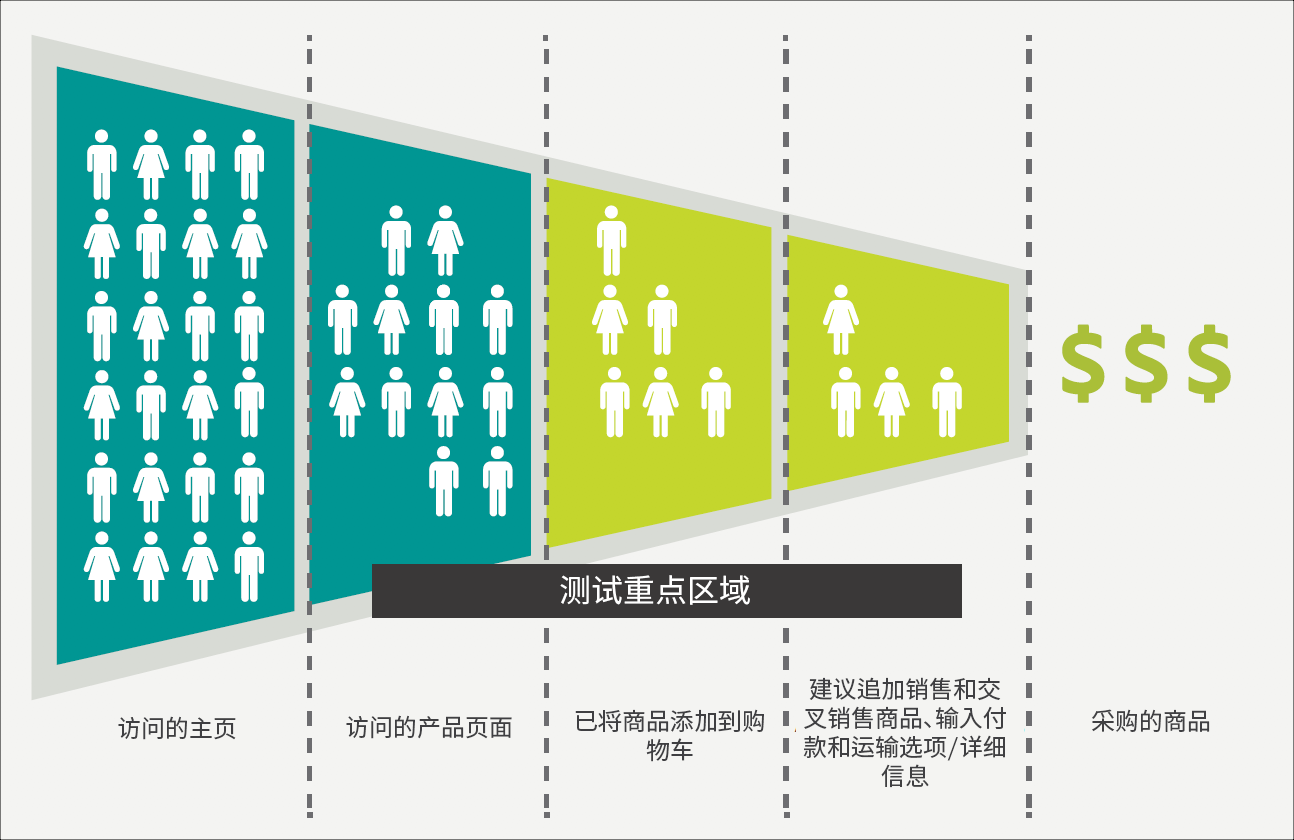 $$$
测试重点区域
访问的主页
访问的产品页面
已将商品添加到购
物车
建议追加销售和交
叉销售商品、输入付
款和运输选项/详细
信息
采购的商品